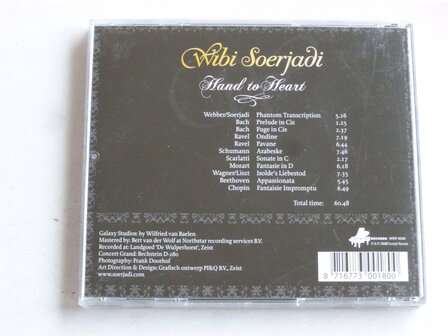 Wibi Soerjadi
Hand to Heart
Webber/Soerjadi Phantom Transcription 5.26
Bach Prelude in Cis 1.25
Bach Fuge in Cis 2.37
Ravel Ondine 7.19
Ravel Pavane 6.44
Schumann Arabeske 7.46
Scarlatti Sonate in C 2.17
Mozart Fantasie in D 6.18
Wagner/Liszt Isolde's Liebestod 7.35
Beethoven Appassionata 5.45
Chopin Fantaisie Impromptu 6.49
Total time: 60.48
Galaxy Studios: by Wilfried van Baelen
Mastered by: Bert van der Wolf at Northstar recording services B.V.
Recorded at: Landgoed 'De Wulperhorst', Zeist
Concert Grand: Bechstein D-280
Photography: Frank Doorhof
Art Direction & Design: Grafisch ontwerp PI&Q B.V., Zeist
www.soerjadi.com
8 716773 001800